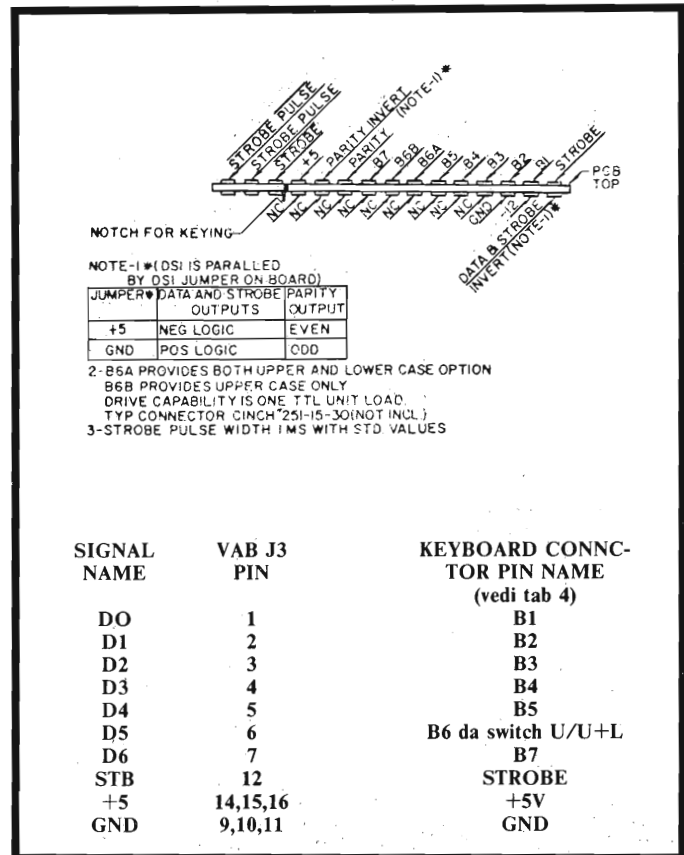 STROBE PULSE
STROBE PULSE
STROBE
+5
PARITY INVERT
(NOTE-1)*
PARITY
B7
B6B
B6A
B5
B4
B3
B2
B1
STROBE
PCB
TOP
NC NC NC NC NC NC NC NC GND -12
DATA & STROBE
INVERT (NOTE-1)*
NOTCH FOR KEYING
NOTE-1*(DSI IS PARALLED
BY DSI JUMPER ON BOARD)
JUMPER* DATA AND STROBE PARITY
OUTPUTS OUTPUT
+5 NEG LOGIC EVEN
GND POS LOGIC ODD
2-B6A PROVIDES BOTH UPPER AND LOWER CASE OPTION
B6B PROVIDES UPPER CASE ONLY
DRIVE CAPABILITY IS ONE TTL UNIT LOAD.
TYP CONNECTOR CINCH #251-15-30(NOT INCL.)
3-STROBE PULSE WIDTH 1MS WITH STD. VALUES
SIGNAL VAB J3 KEYBOARD CONNC-
NAME PIN TOR PIN NAME
(vedi tab 4)
DO 1 B1
D1 2 B2
D2 3 B3
D3 4 B4
D4 5 B5
D5 6 B6 da switch U/U+L
D6 7 B7
STB 12 STROBE
+5 14,15,16 +5V
GND 9,10,11 GND